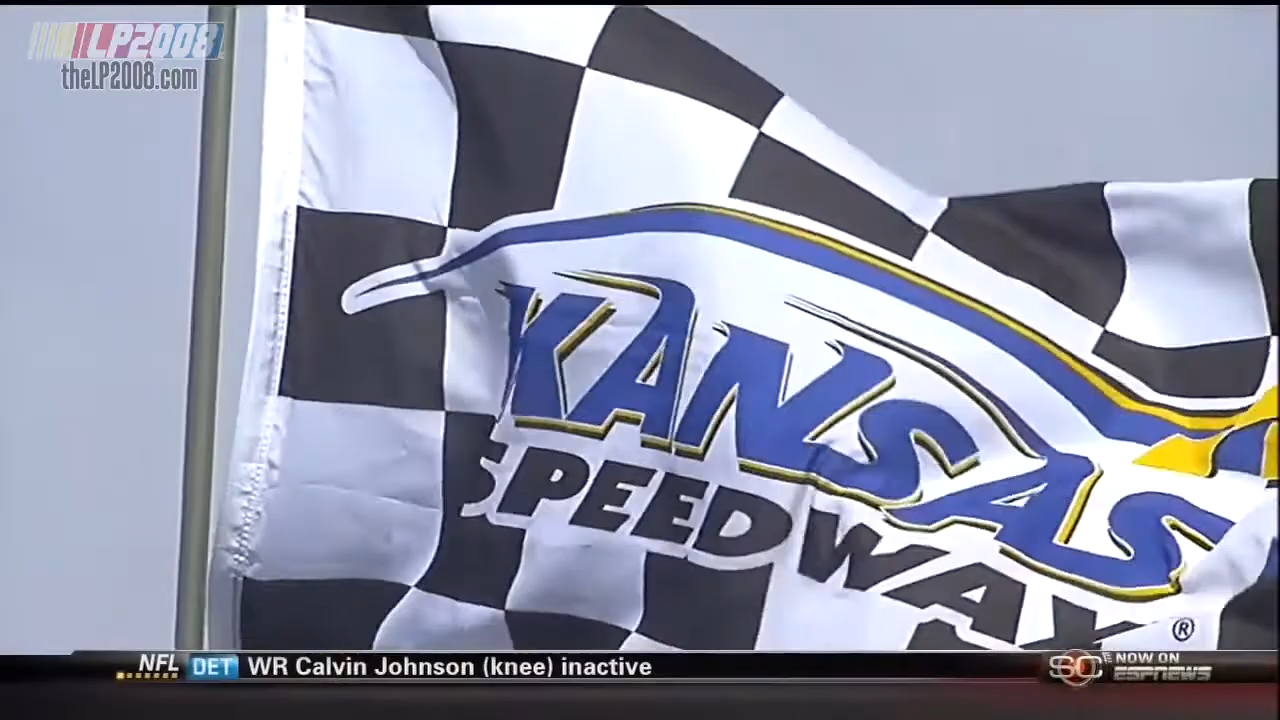 LP2008
theLP2008.com
KANSAS
SPEEDWAY
®
NFL DET WR Calvin Johnson (knee) inactive
SC NOW ON
ESPNEWS